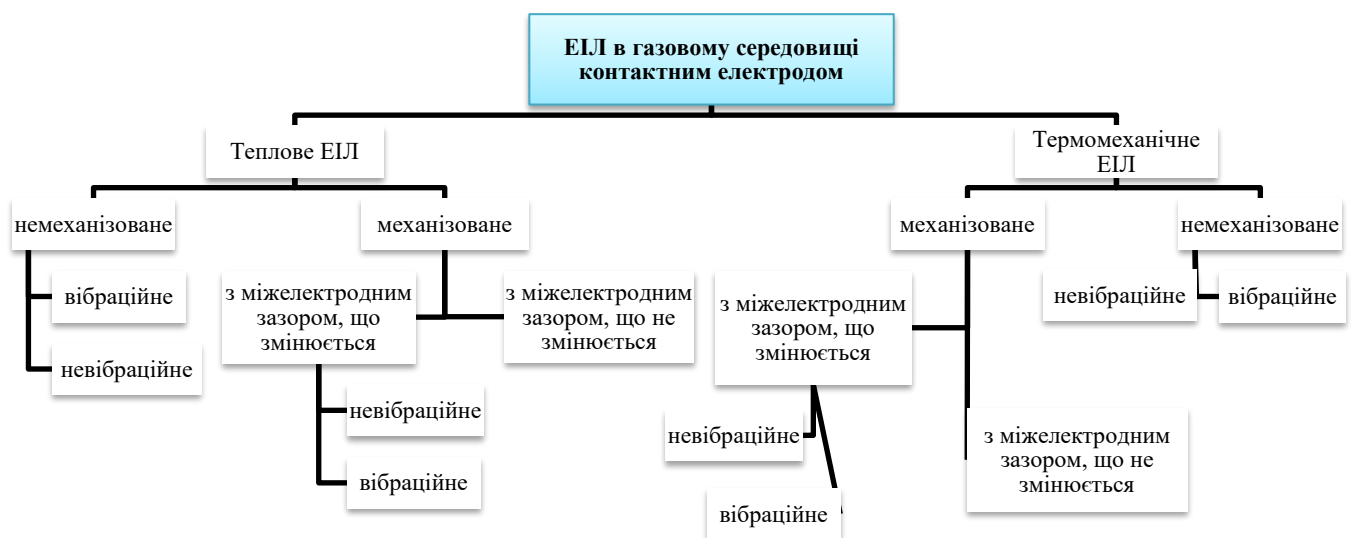 ЕІЛ в газовому середовищі
контактним електродом
Теплове ЕІЛ
Термомеханічне
ЕІЛ
немеханізоване
механізоване
механізоване
немеханізоване
вібраційне
невібраційне
з міжелектродним
зазором, що
змінюється
з міжелектродним
зазором, що не
змінюється
невібраційне
вібраційне
з міжелектродним
зазором, що
змінюється
невібраційне
вібраційне
з міжелектродним
зазором, що не
змінюється
невібраційне
вібраційне